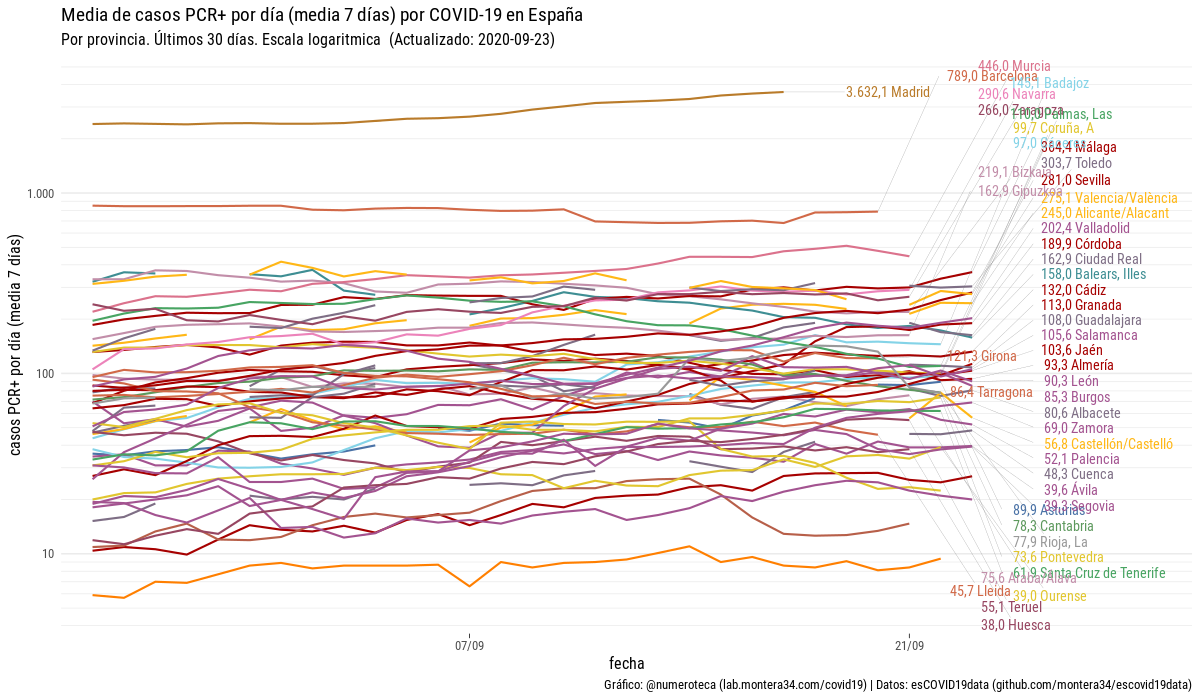 Media de casos PCR+ por día (media 7 días) por COVID-19 en España
Por provincia. Últimos 30 días. Escala logaritmica (Actualizado: 2020-09-23)
446,0 Murcia
789,0 Barcelona
Badajoz
3.632,1 Madrid
290,6 Navarra
266,0 Zaragoza
Palmas, Las
99,7 Coruña, A
97,0
364,4 Málaga
303,7 Toledo
219,1 Bizkaia
281,0 Sevilla
162,9 Gipuzkoa
1.000
273,1 Valencia/València
245,0 Alicante/Alacant
202,4 Valladolid
189,9 Córdoba
162,9 Ciudad Real
158,0 Balears, Illes
132,0 Cádiz
113,0 Granada
108,0 Guadalajara
105,6 Salamanca
103,6 Jaén
121,3 Girona
93,3 Almería
100
90,3 León
86,4 Tarragona
85,3 Burgos
80,6 Albacete
69,0 Zamora
56,8 Castellón/Castelló
52,1 Palencia
48,3 Cuenca
39,6 Ávila
39,3 Segovia
89,9 Asturias
78,3 Cantabria
77,9 Rioja, La
10
73,6 Pontevedra
61,9 Santa Cruz de Tenerife
75,6 Araba/Álava
45,7 Lleida
39,0 Ourense
55,1 Teruel
38,0 Huesca
casos PCR+ por día (media 7 días)
07/09
21/09
fecha
Gráfico: @numeroteca (lab.montera34.com/covid19) | Datos: esCOVID19data (github.com/montera34/escovid19data)